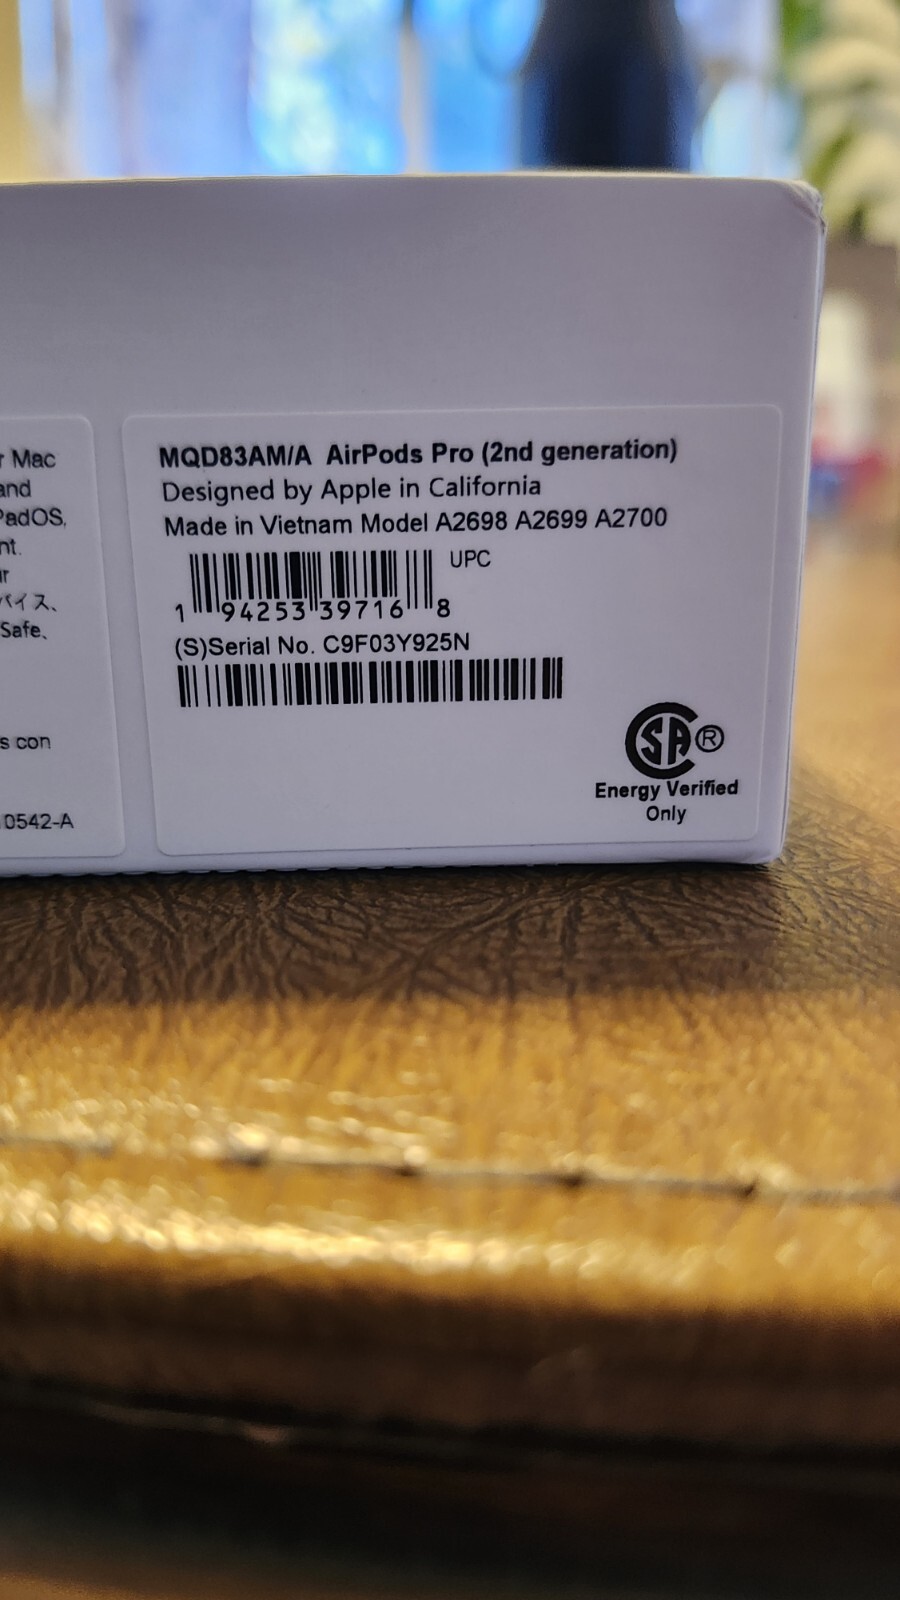 r Mac
and
PadOS,
nt.
ur
バイス、
Safe、
s con
0542-A
MQD83AM/A AirPods Pro (2nd generation)
Designed by Apple in California
Made in Vietnam Model A2698 A2699 A2700
UPC
1 94253 39716 8
(S)Serial No. C9F03Y925N
SA ®
Energy Verified
Only